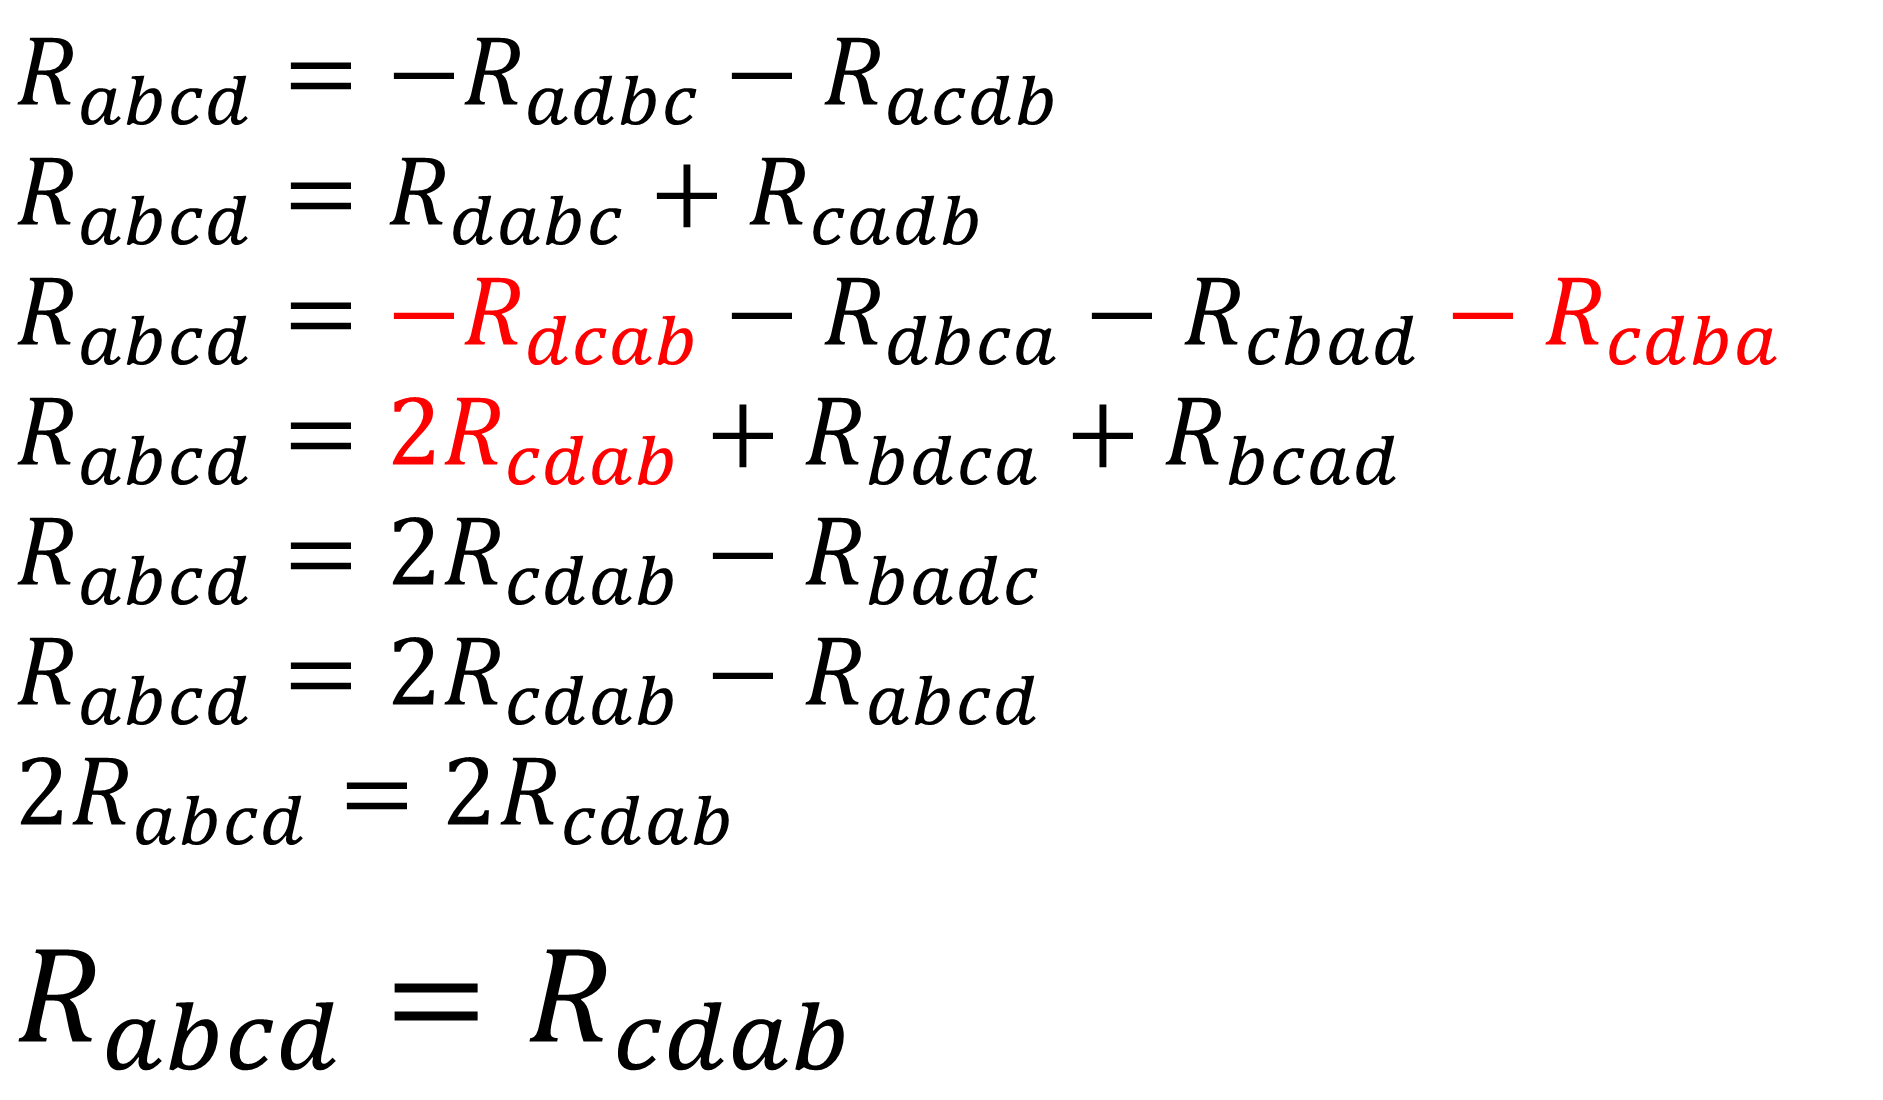 R_{abcd} = −R_{adbc} − R_{acdb}
R_{abcd} = R_{dabc} + R_{cadb}
R_{abcd} = −R_{dcab} − R_{dbca} − R_{cbad} − R_{cdba}
R_{abcd} = 2R_{cdab} + R_{bdca} + R_{bcad}
R_{abcd} = 2R_{cdab} − R_{badc}
R_{abcd} = 2R_{cdab} − R_{abcd}
2R_{abcd} = 2R_{cdab}
R_{abcd} = R_{cdab}